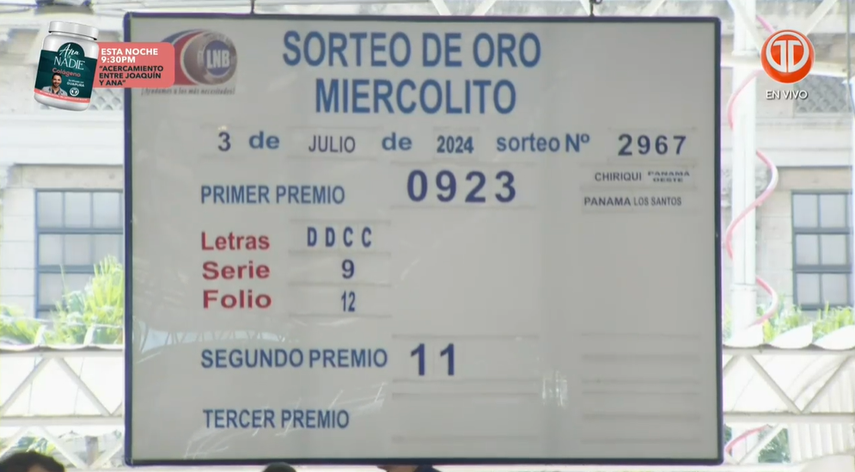 Ana
NADIE
Colágeno
ESTA NOCHE
9:30PM
"ACERCAMIENTO
ENTRE JOAQUÍN
Y ANA"
LNB
EN VIVO
SORTEO DE ORO
MIERCOLITO
3 de JULIO de 2024 sorteo Nº 2967
PRIMER PREMIO 0923
CHIRIQUI PANAMA OESTE
PANAMA LOS SANTOS
Letras D D C C
Serie 9
Folio 12
SEGUNDO PREMIO 11
TERCER PREMIO